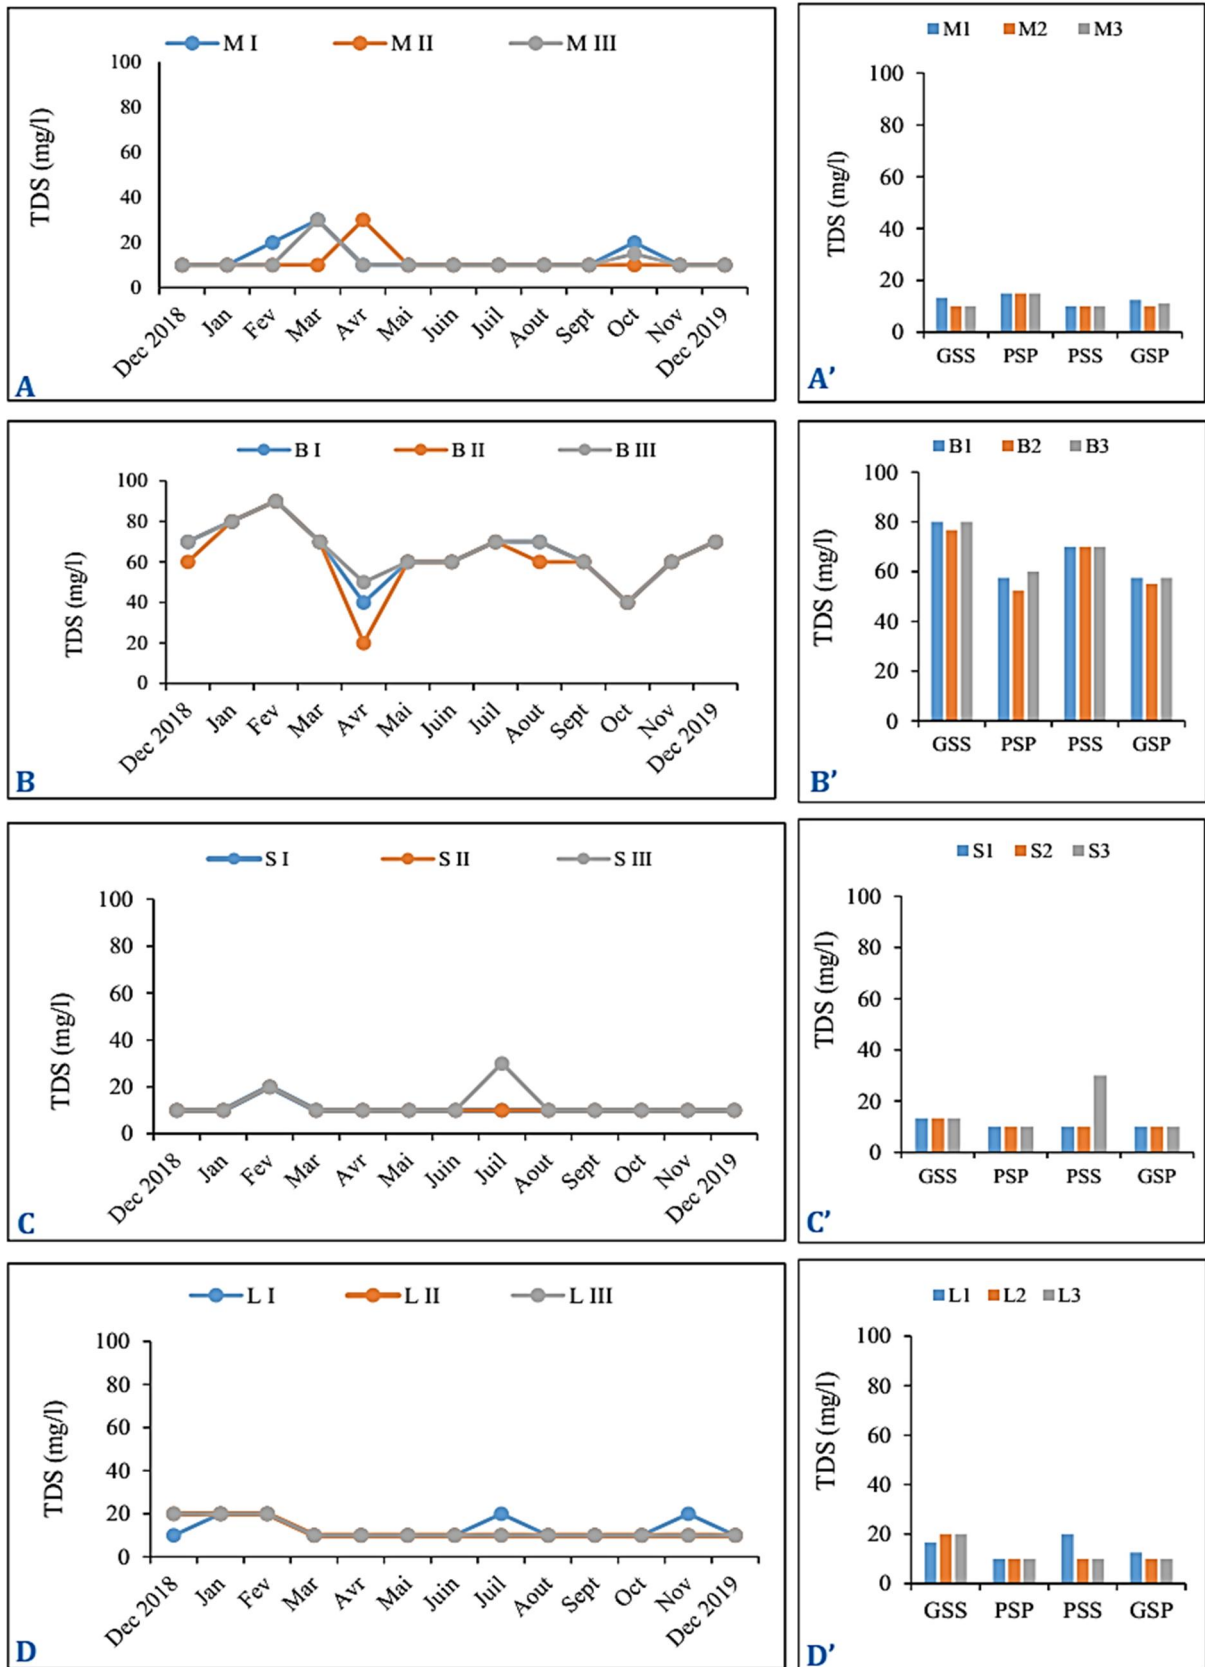 M I M II M III
TDS (mg/l)
100
80
60
40
20
0
Dec 2018 Jan Fev Mar Avr Mai Juin Juil Aout Sept Oct Nov Dec 2019
A
M1 M2 M3
TDS (mg/l)
100
80
60
40
20
0
GSS PSP PSS GSP
A’
B I B II B III
TDS (mg/l)
100
80
60
40
20
0
Dec 2018 Jan Fev Mar Avr Mai Juin Juil Aout Sept Oct Nov Dec 2019
B
B1 B2 B3
TDS (mg/l)
100
80
60
40
20
0
GSS PSP PSS GSP
B’
S I S II S III
TDS (mg/l)
100
80
60
40
20
0
Dec 2018 Jan Fev Mar Avr Mai Juin Juil Aout Sept Oct Nov Dec 2019
C
S1 S2 S3
TDS (mg/l)
100
80
60
40
20
0
GSS PSP PSS GSP
C’
L I L II L III
TDS (mg/l)
100
80
60
40
20
0
Dec 2018 Jan Fev Mar Avr Mai Juin Juil Aout Sept Oct Nov Dec 2019
D
L1 L2 L3
TDS (mg/l)
100
80
60
40
20
0
GSS PSP PSS GSP
D’